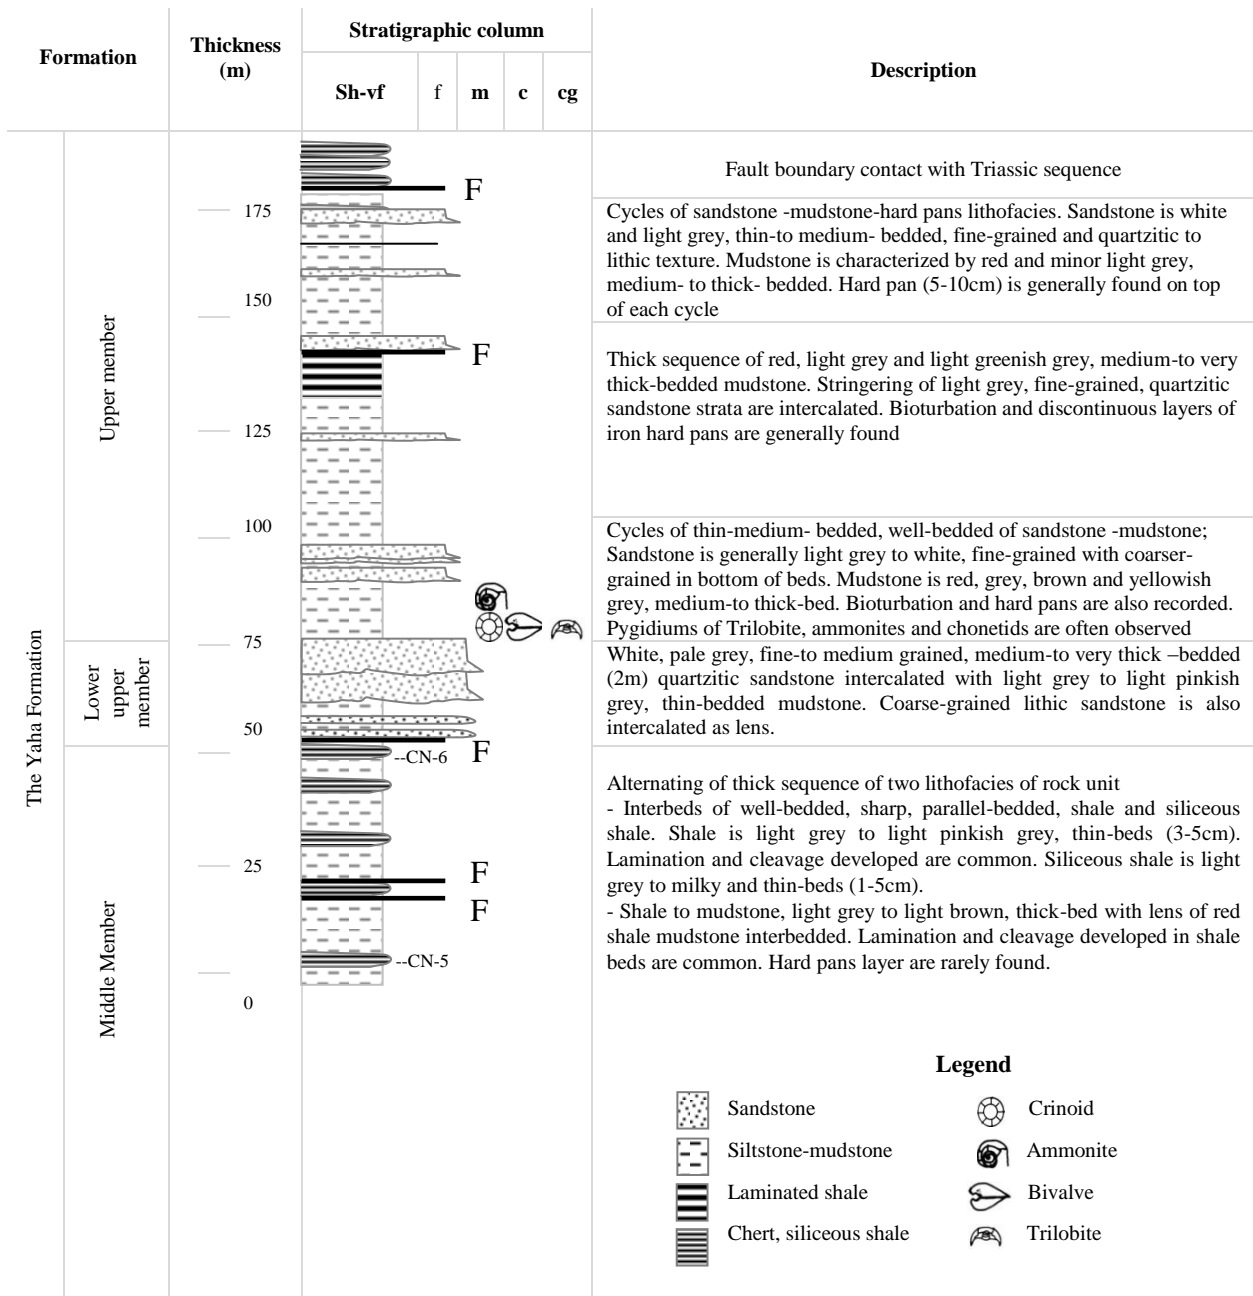 Formation
Thickness
(m)
Stratigraphic column
Description
Sh-vf
f
m
c
cg
The Yaha Formation
Upper member
Lower
upper
member
Middle Member
175
150
125
100
75
50
25
0
F
F
F
--CN-6
F
F
--CN-5
Fault boundary contact with Triassic sequence
Cycles of sandstone -mudstone-hard pans lithofacies. Sandstone is white
and light grey, thin-to medium- bedded, fine-grained and quartzitic to
lithic texture. Mudstone is characterized by red and minor light grey,
medium- to thick- bedded. Hard pan (5-10cm) is generally found on top
of each cycle
Thick sequence of red, light grey and light greenish grey, medium-to very
thick-bedded mudstone. Stringering of light grey, fine-grained, quartzitic
sandstone strata are intercalated. Bioturbation and discontinuous layers of
iron hard pans are generally found
Cycles of thin-medium- bedded, well-bedded of sandstone -mudstone;
Sandstone is generally light grey to white, fine-grained with coarser-
grained in bottom of beds. Mudstone is red, grey, brown and yellowish
grey, medium-to thick-bed. Bioturbation and hard pans are also recorded.
Pygidiums of Trilobite, ammonites and chonetids are often observed
White, pale grey, fine-to medium grained, medium-to very thick –bedded
(2m) quartzitic sandstone intercalated with light grey to light pinkish
grey, thin-bedded mudstone. Coarse-grained lithic sandstone is also
intercalated as lens.
Alternating of thick sequence of two lithofacies of rock unit
- Interbeds of well-bedded, sharp, parallel-bedded, shale and siliceous
shale. Shale is light grey to light pinkish grey, thin-beds (3-5cm).
Lamination and cleavage developed are common. Siliceous shale is light
grey to milky and thin-beds (1-5cm).
- Shale to mudstone, light grey to light brown, thick-bed with lens of red
shale mudstone interbedded. Lamination and cleavage developed in shale
beds are common. Hard pans layer are rarely found.
Legend
Sandstone
Crinoid
Siltstone-mudstone
Ammonite
Laminated shale
Bivalve
Chert, siliceous shale
Trilobite